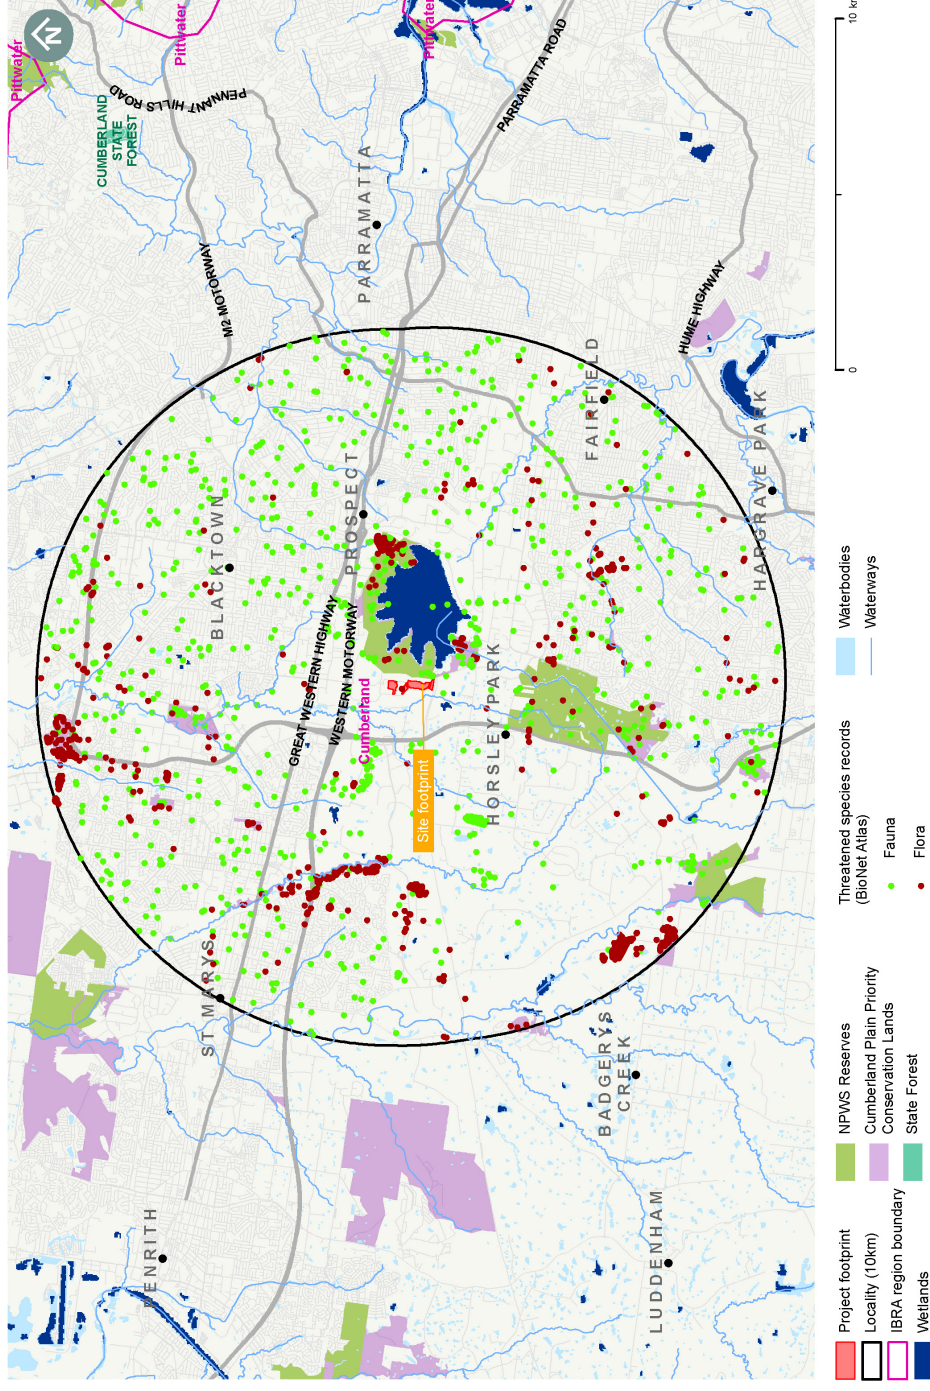 Pittwater
Pittwater
Pittwater
N
CUMBERLAND
STATE
FOREST
PENNANT HILLS ROAD
PARRAMATTA ROAD
PARRAMATTA
M2 MOTORWAY
HUME HIGHWAY
FAIRFIELD
HARGRAVE PARK
BLACKTOWN
PROSPECT
GREAT WESTERN HIGHWAY
WESTERN MOTORWAY
Cumberland
Site footprint
HORSLEY PARK
ST MARYS
BADGERYS
CREEK
PENRITH
LUDDENHAM
0
10 km
Project footprint
Locality (10km)
IBRA region boundary
Wetlands
NPWS Reserves
Cumberland Plain Priority
Conservation Lands
State Forest
Threatened species records
(BioNet Atlas)
Fauna
Flora
Waterbodies
Waterways